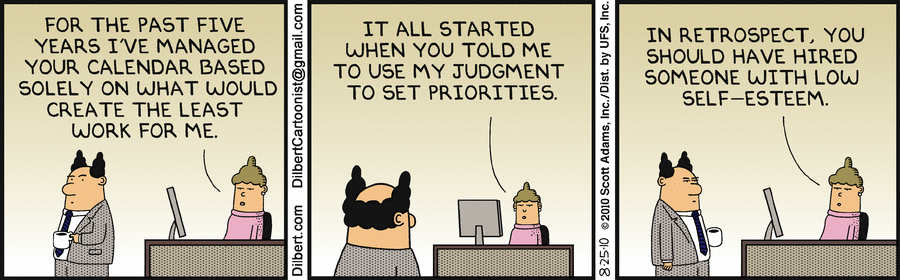 FOR THE PAST FIVE
YEARS I'VE MANAGED
YOUR CALENDAR BASED
SOLELY ON WHAT WOULD
CREATE THE LEAST
WORK FOR ME.
Dilbert.com DilbertCartoonist@gmail.com
IT ALL STARTED
WHEN YOU TOLD ME
TO USE MY JUDGMENT
TO SET PRIORITIES.
8-25-10 ©2010 Scott Adams, Inc./Dist. by UFS, Inc.
IN RETROSPECT, YOU
SHOULD HAVE HIRED
SOMEONE WITH LOW
SELF-ESTEEM.